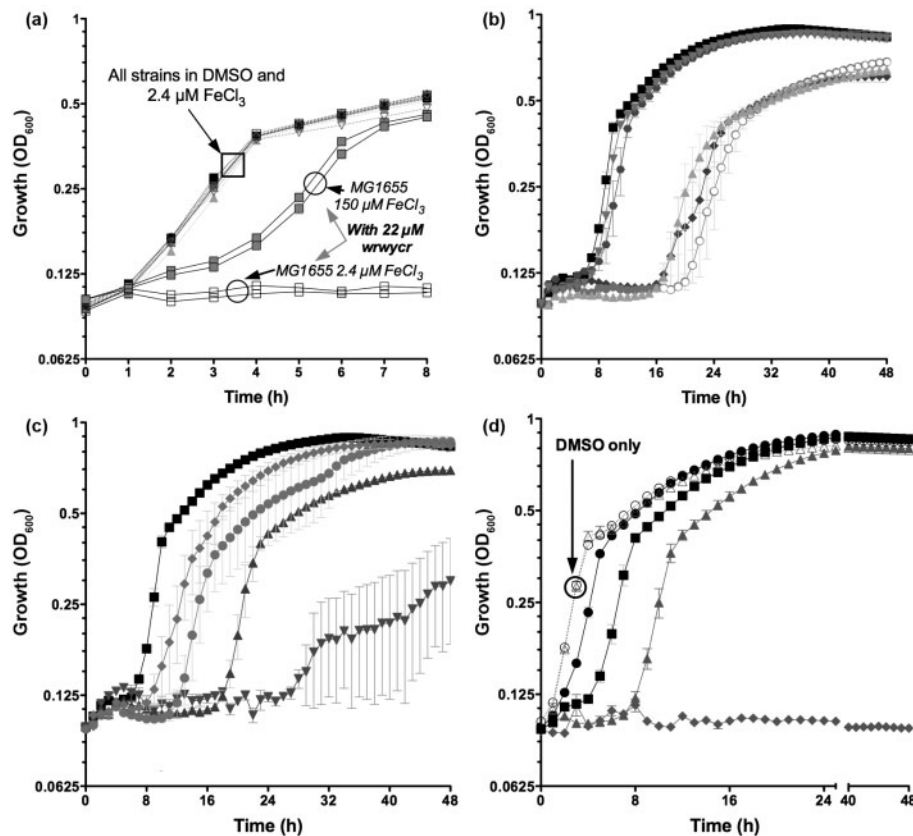 (a)
Growth (OD600)
1
0.5
0.25
0.125
0.0625
All strains in DMSO and
2.4 µM FeCl3
MG1655
150 µM FeCl3
With 22 µM
wrwycr
MG1655 2.4 µM FeCl3
0 1 2 3 4 5 6 7 8
Time (h)
(b)
Growth (OD600)
1
0.5
0.25
0.125
0.0625
0 8 16 24 32 40 48
Time (h)
(c)
Growth (OD600)
1
0.5
0.25
0.125
0.0625
0 8 16 24 32 40 48
Time (h)
(d)
Growth (OD600)
1
0.5
0.25
0.125
0.0625
DMSO only
0 8 16 24 40 48
Time (h)